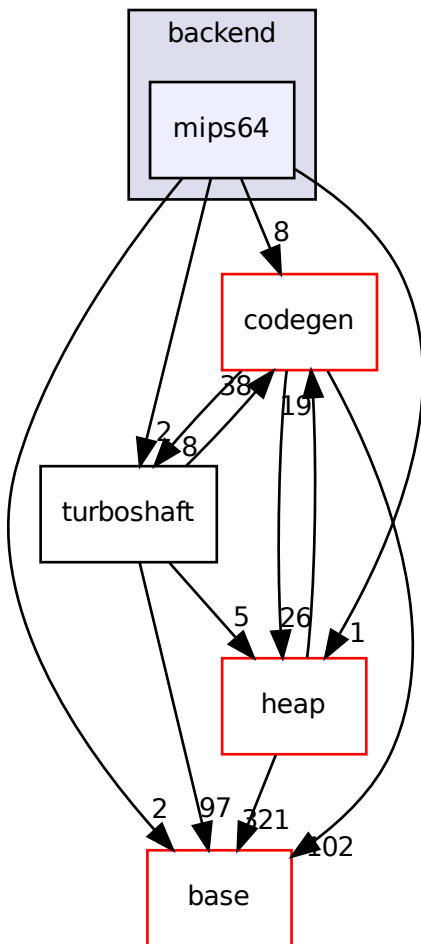 backend
mips64
8
codegen
38
19
2
8
turboshaft
5
26
1
heap
2
97
321
102
base